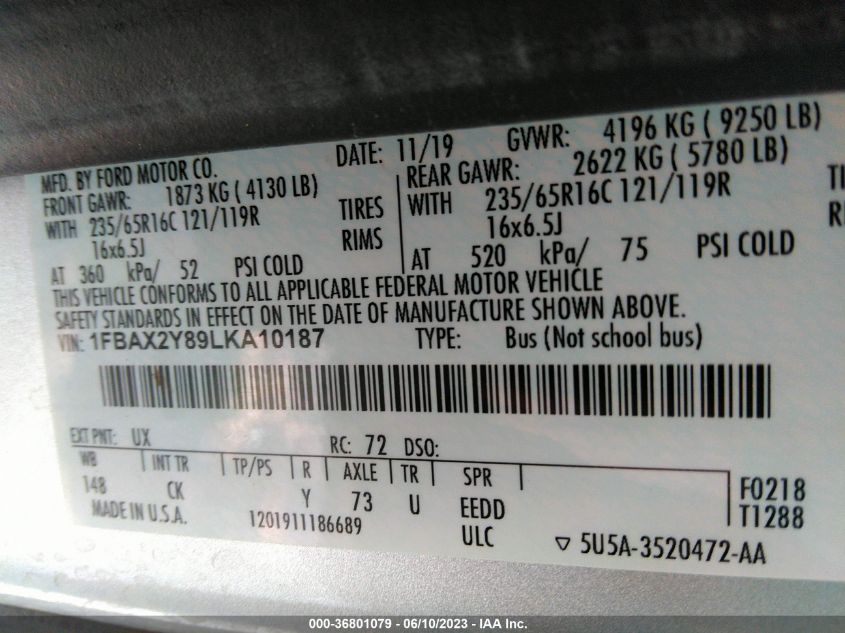 MFD. BY FORD MOTOR CO. DATE: 11/19 GVWR: 4196 KG ( 9250 LB)
FRONT GAWR: 1873 KG ( 4130 LB) REAR GAWR: 2622 KG ( 5780 LB)
WITH 235/65R16C 121/119R TIRES WITH 235/65R16C 121/119R
16x6.5J RIMS 16x6.5J
AT 360 kPa/ 52 PSI COLD AT 520 kPa/ 75 PSI COLD
THIS VEHICLE CONFORMS TO ALL APPLICABLE FEDERAL MOTOR VEHICLE
SAFETY STANDARDS IN EFFECT ON THE DATE OF MANUFACTURE SHOWN ABOVE.
VIN: 1FBAX2Y89LKA10187 TYPE: Bus (Not school bus)
EXT PNT: UX RC: 72 DSO:
WB INT TR TP/PS R AXLE TR SPR
148 CK Y 73 U EEDD F0218
MADE IN U.S.A. 1201911186689 ULC T1288
▽ 5U5A-3520472-AA
000-36801079 - 06/10/2023 - IAA Inc.